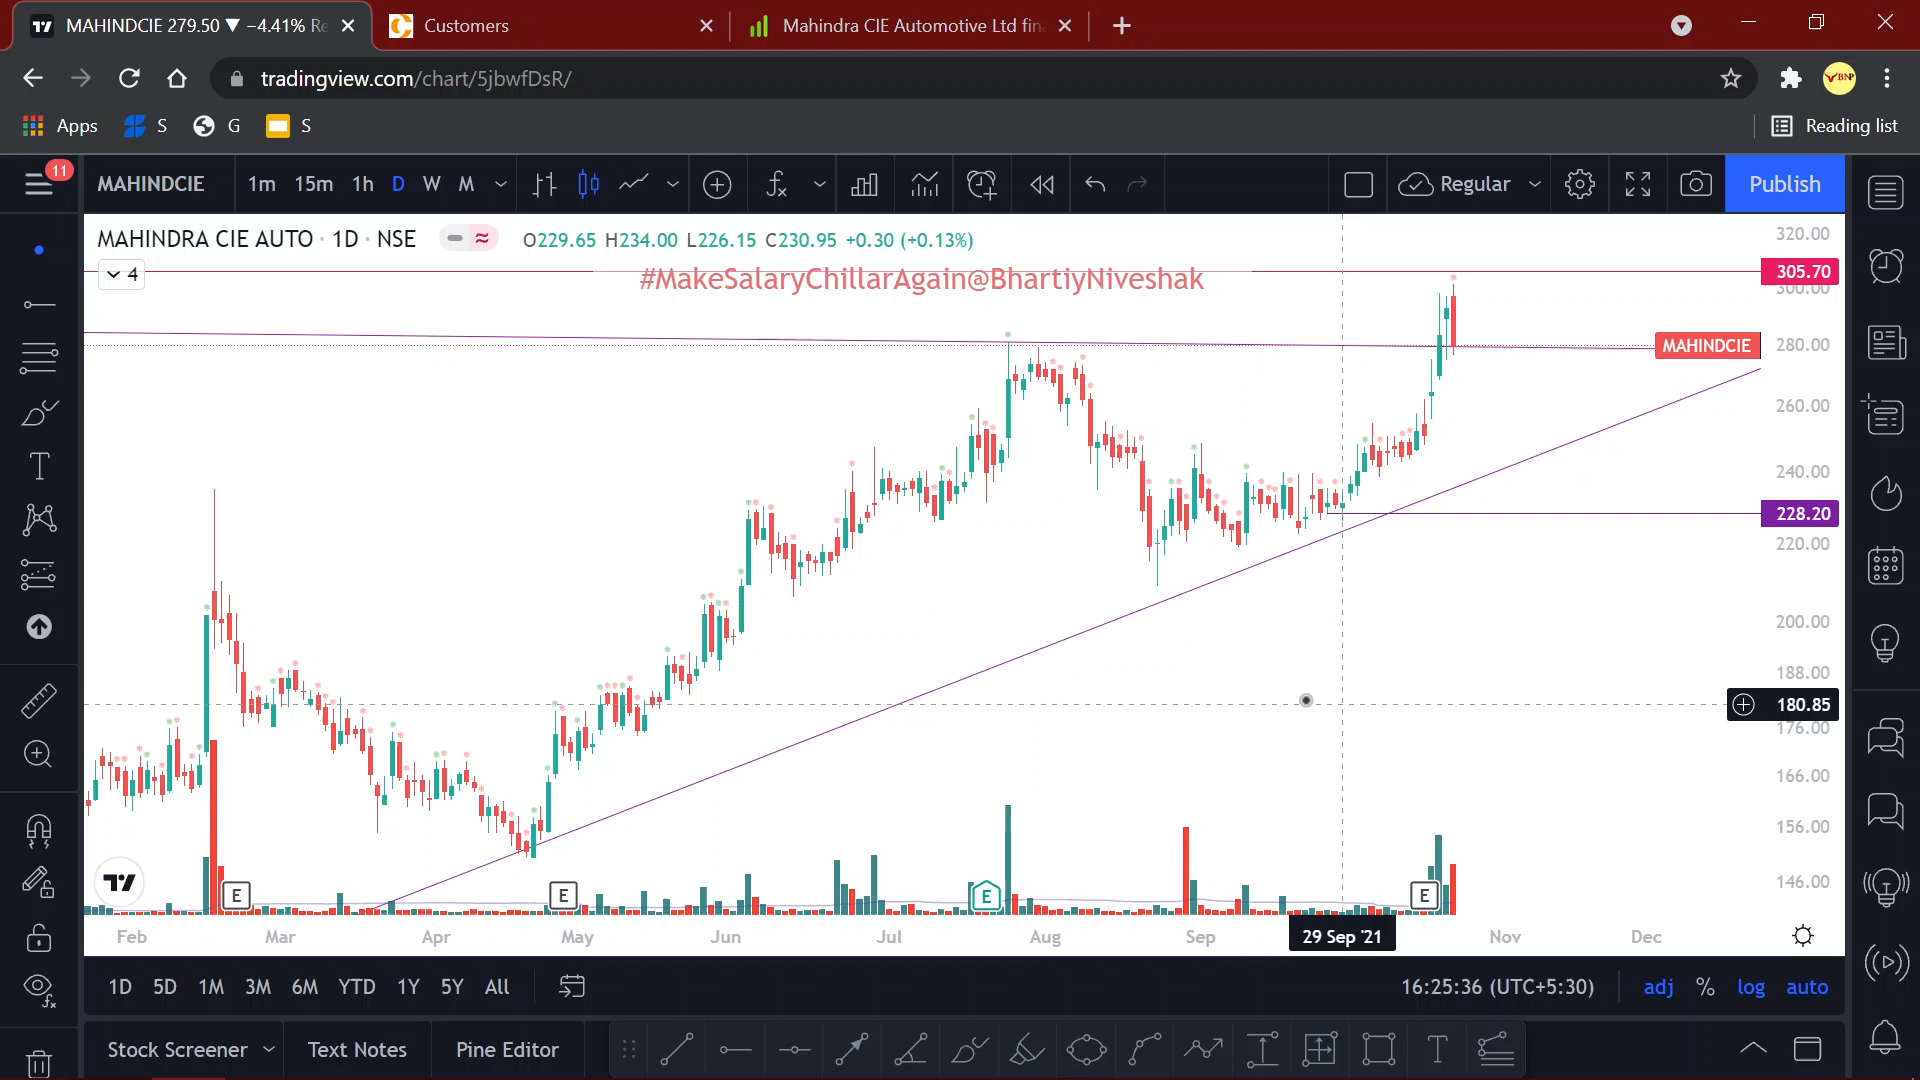 MAHINDCIE 279.50 ▼ −4.41% Re
Customers
Mahindra CIE Automotive Ltd fin
tradingview.com/chart/5jbwfDsR/
Apps S G S Reading list
11
MAHINDCIE 1m 15m 1h D W M Regular Publish
MAHINDRA CIE AUTO · 1D · NSE O229.65 H234.00 L226.15 C230.95 +0.30 (+0.13%)
4
#MakeSalaryChillarAgain@BhartiyNiveshak
320.00
305.70
300.00
MAHINDCIE
280.00
260.00
240.00
228.20
220.00
200.00
188.00
180.85
176.00
166.00
156.00
146.00
E E E E
Feb Mar Apr May Jun Jul Aug Sep 29 Sep '21 Nov Dec
1D 5D 1M 3M 6M YTD 1Y 5Y All 16:25:36 (UTC+5:30) adj % log auto
Stock Screener Text Notes Pine Editor